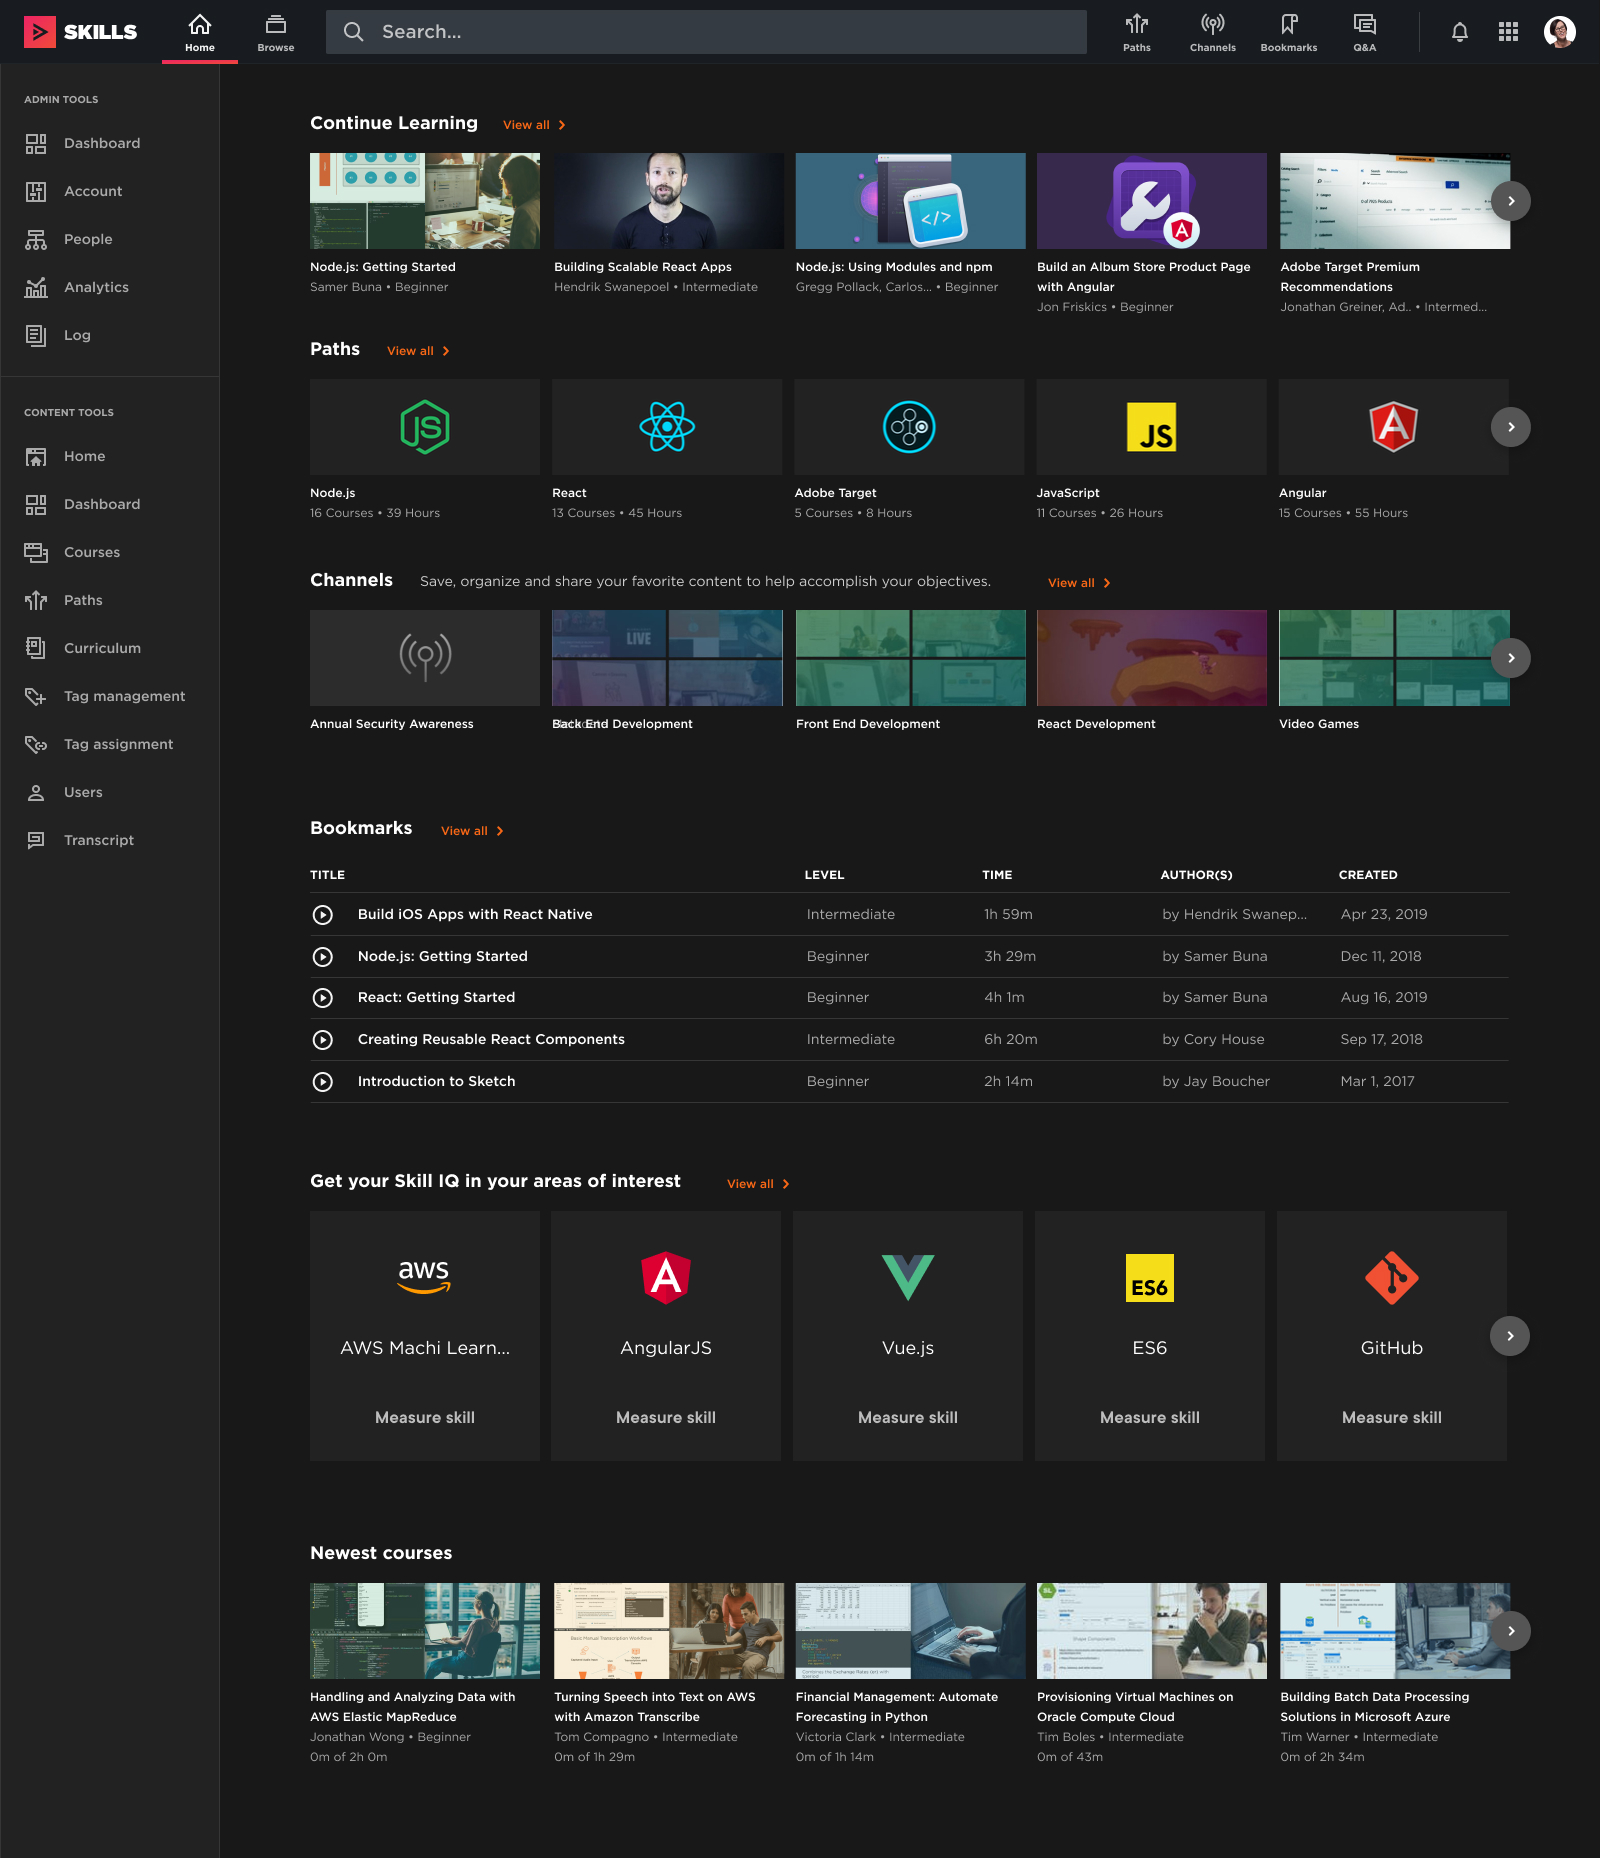 SKILLS
Home
Browse
Search...
Paths
Channels
Bookmarks
Q&A
ADMIN TOOLS
Dashboard
Account
People
Analytics
Log
CONTENT TOOLS
Home
Dashboard
Courses
Paths
Curriculum
Tag management
Tag assignment
Users
Transcript
Continue Learning
View all
</>
Node.js: Getting Started
Samer Buna • Beginner
Building Scalable React Apps
Hendrik Swanepoel • Intermediate
Node.js: Using Modules and npm
Gregg Pollack, Carlos... • Beginner
Build an Album Store Product Page
with Angular
Jon Friskics • Beginner
Adobe Target Premium
Recommendations
Jonathan Greiner, Ad.. • Intermed...
Paths
View all
JS
JS
A
Node.js
16 Courses • 39 Hours
React
13 Courses • 45 Hours
Adobe Target
5 Courses • 8 Hours
JavaScript
11 Courses • 26 Hours
Angular
15 Courses • 55 Hours
Channels
Save, organize and share your favorite content to help accomplish your objectives.
View all
LIVE
Annual Security Awareness
Back End Development
Front End Development
React Development
Video Games
Bookmarks
View all
TITLE LEVEL TIME AUTHOR(S) CREATED
Build iOS Apps with React Native Intermediate 1h 59m by Hendrik Swanep... Apr 23, 2019
Node.js: Getting Started Beginner 3h 29m by Samer Buna Dec 11, 2018
React: Getting Started Beginner 4h 1m by Samer Buna Aug 16, 2019
Creating Reusable React Components Intermediate 6h 20m by Cory House Sep 17, 2018
Introduction to Sketch Beginner 2h 14m by Jay Boucher Mar 1, 2017
Get your Skill IQ in your areas of interest
View all
aws
AWS Machi Learn...
Measure skill
A
AngularJS
Measure skill
Vue.js
Measure skill
ES6
ES6
Measure skill
GitHub
Measure skill
Newest courses
Basic Manual Transcription Workflows
Shape Components
Handling and Analyzing Data with
AWS Elastic MapReduce
Jonathan Wong • Beginner
0m of 2h 0m
Turning Speech into Text on AWS
with Amazon Transcribe
Tom Compagno • Intermediate
0m of 1h 29m
Financial Management: Automate
Forecasting in Python
Victoria Clark • Intermediate
0m of 1h 14m
Provisioning Virtual Machines on
Oracle Compute Cloud
Tim Boles • Intermediate
0m of 43m
Building Batch Data Processing
Solutions in Microsoft Azure
Tim Warner • Intermediate
0m of 2h 34m